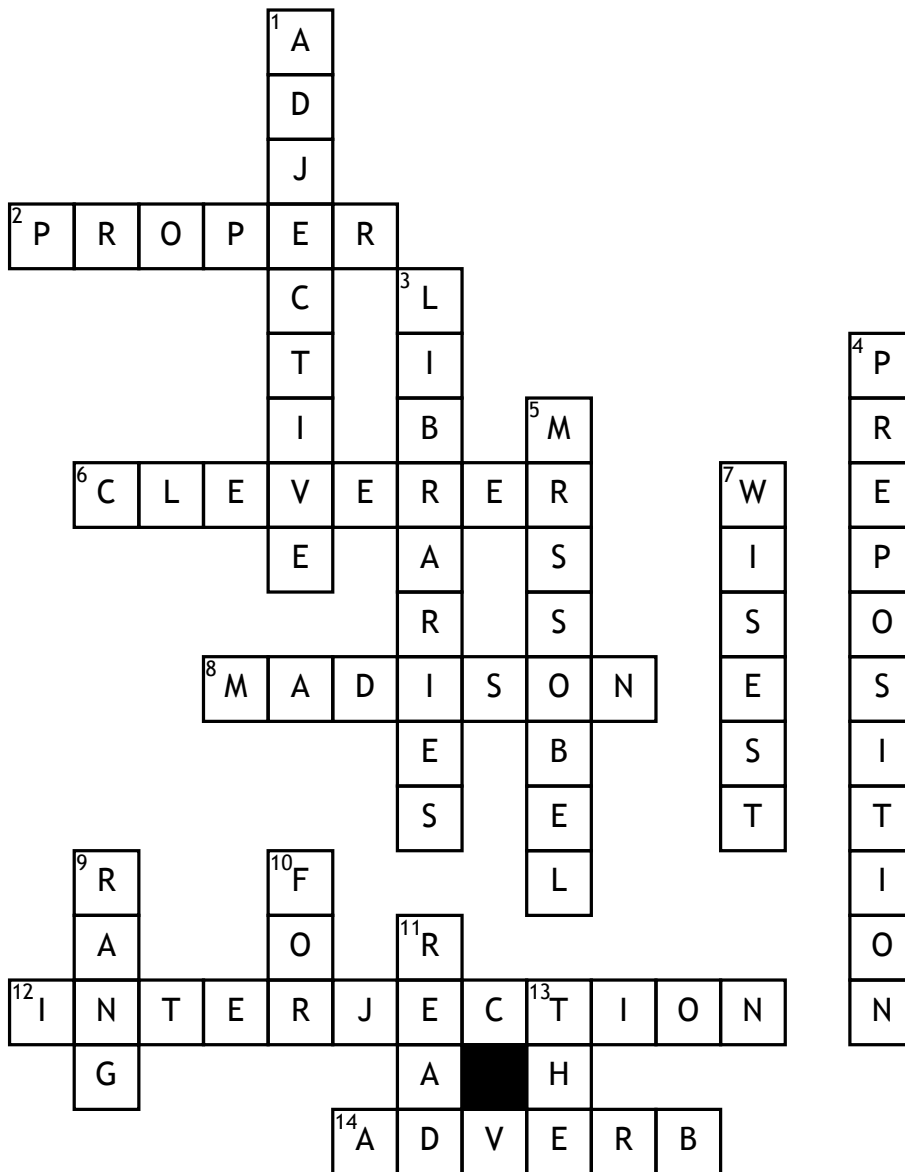 1 A
D
J
2 P R O P E R
C 3 L
T I 4 P
I B 5 M R
6 C L E V E R E R 7 W E
E A S I P
R S S O
8 M A D I S O N E S
E B S I
S E T T
9 R 10 F L I
A O 11 R O
12 I N T E R J E C 13 T I O N N
G A H
14 A D V E R B